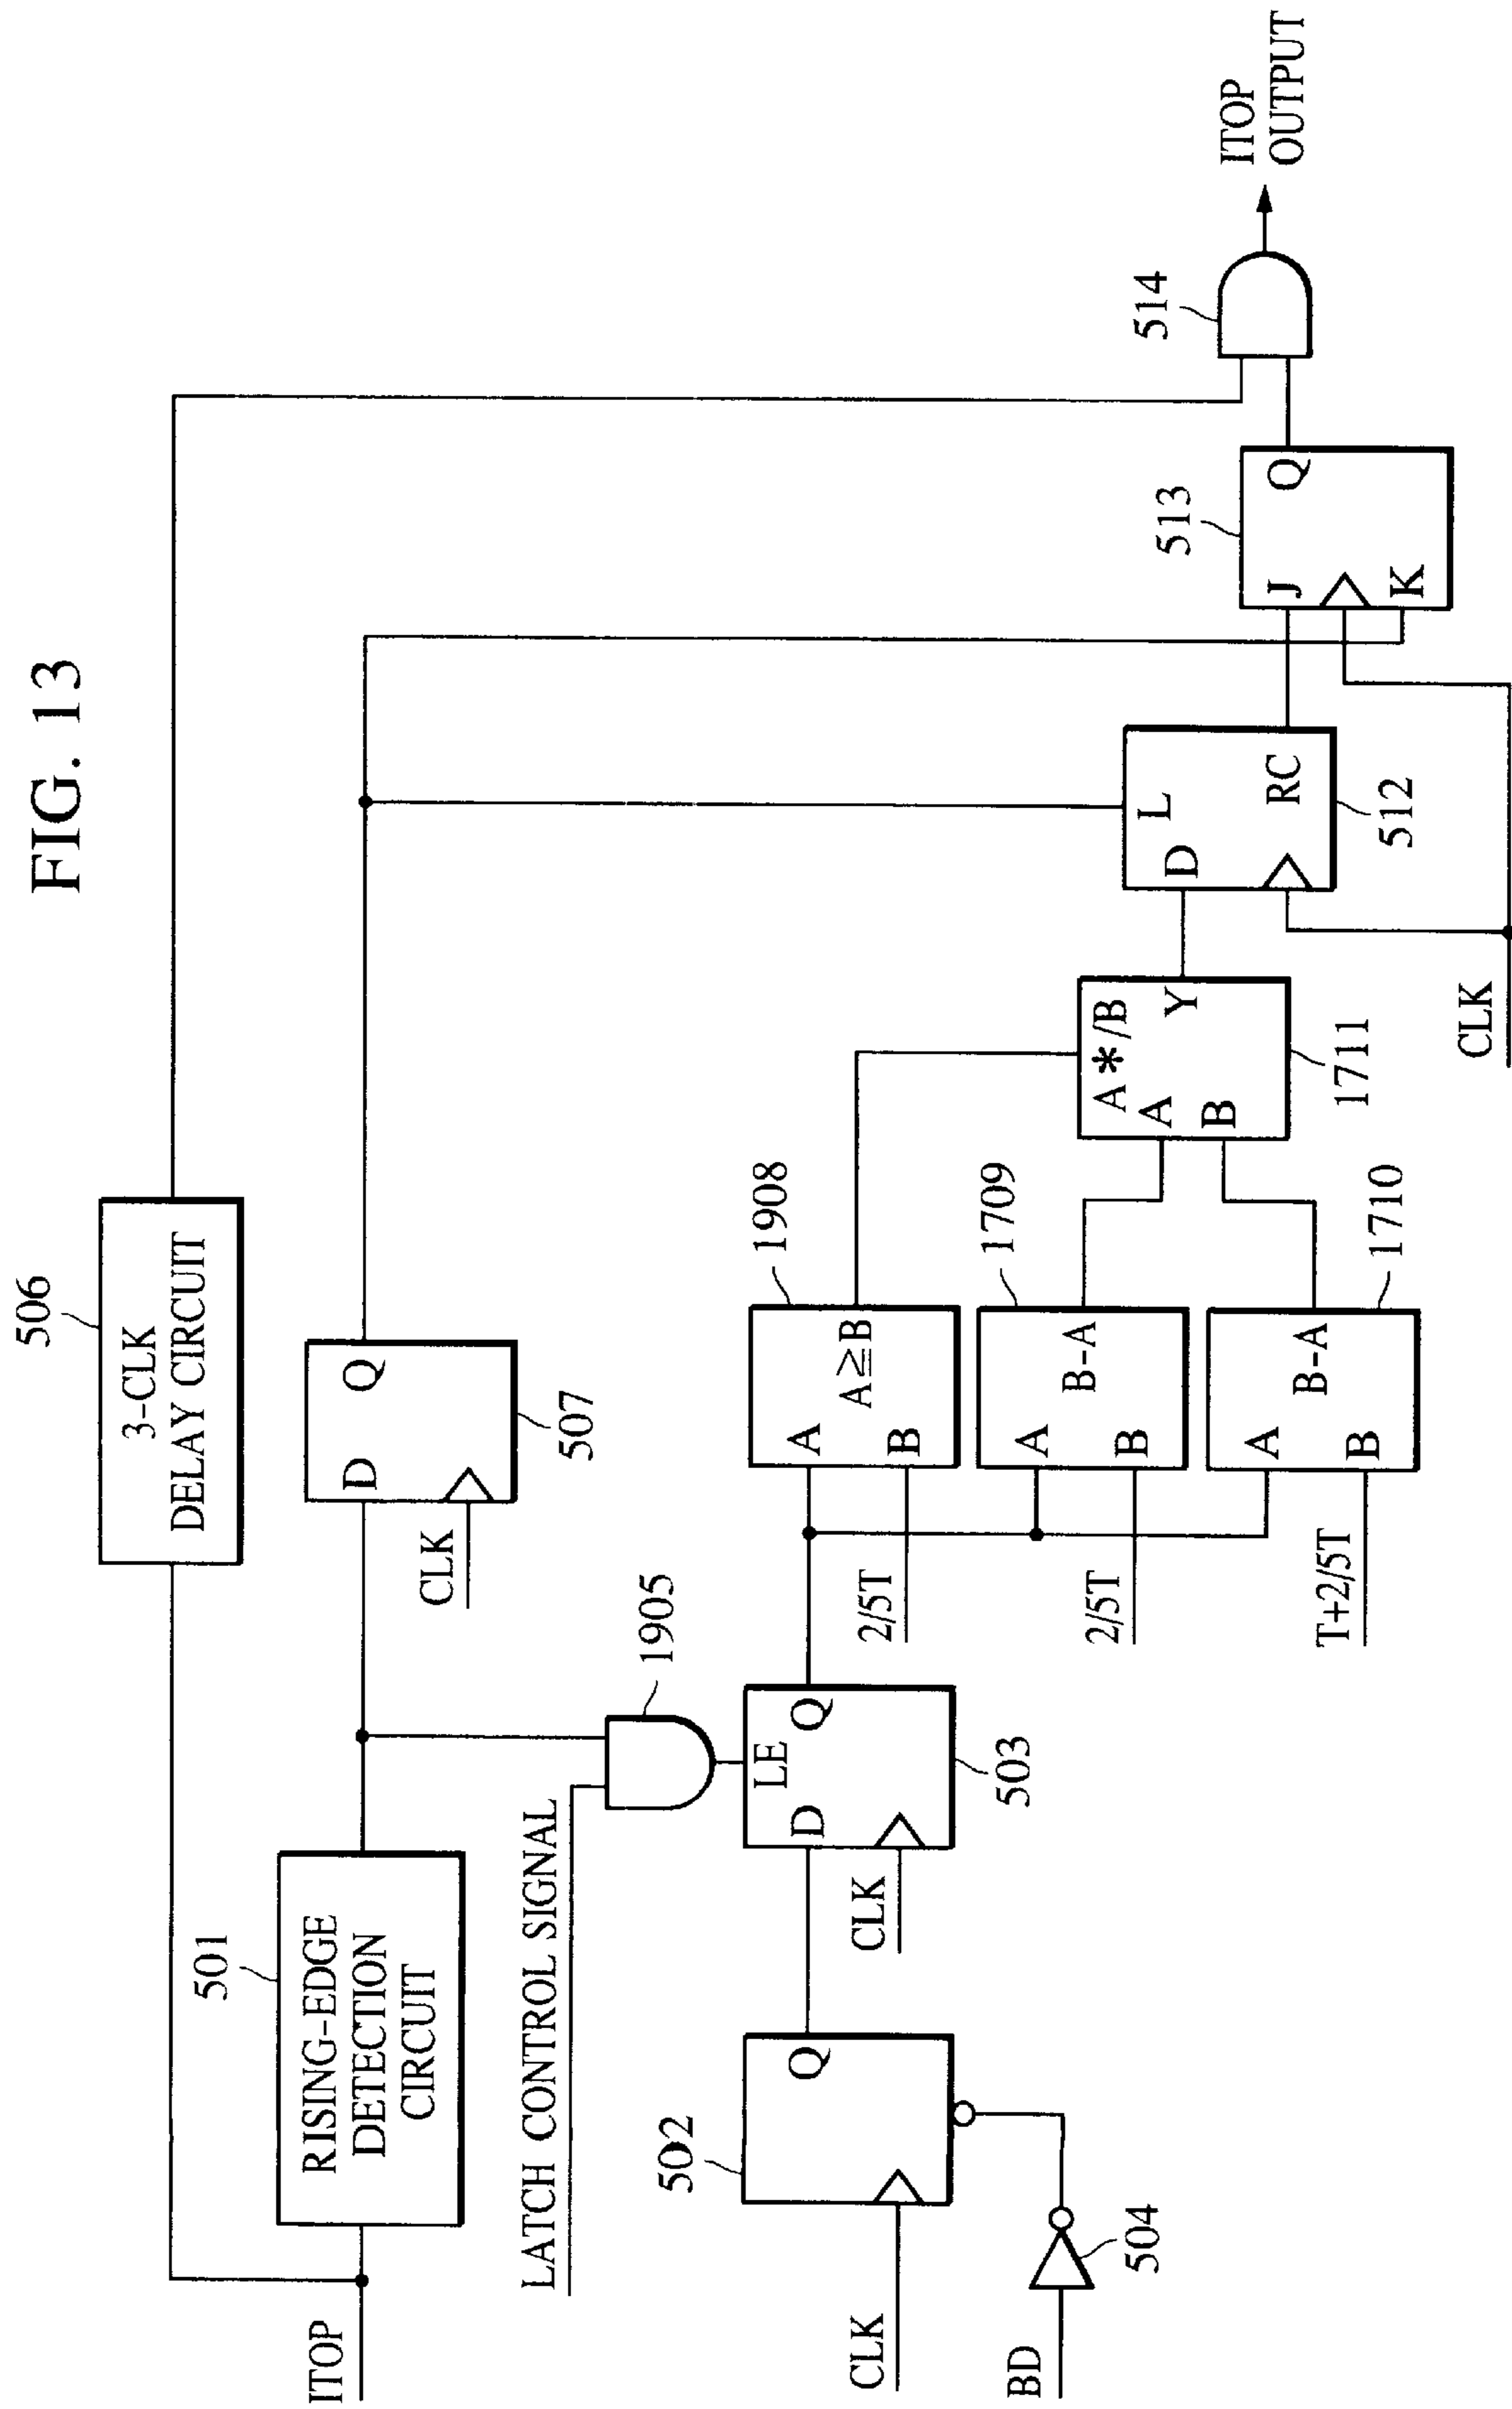 FIG. 13
506
3-CLK
DELAY CIRCUIT
501
RISING-EDGE
DETECTION
CIRCUIT
ITOP
D
Q
CLK
507
LATCH CONTROL SIGNAL
1905
502
Q
CLK
BD
504
D
LE
Q
CLK
503
2/5T
A
B
A≧B
1908
2/5T
A
B
B-A
1709
T+2/5T
A
B
B-A
1710
A*/B
A
B
Y
1711
D
L
RC
512
CLK
J
K
Q
513
514
ITOP
OUTPUT